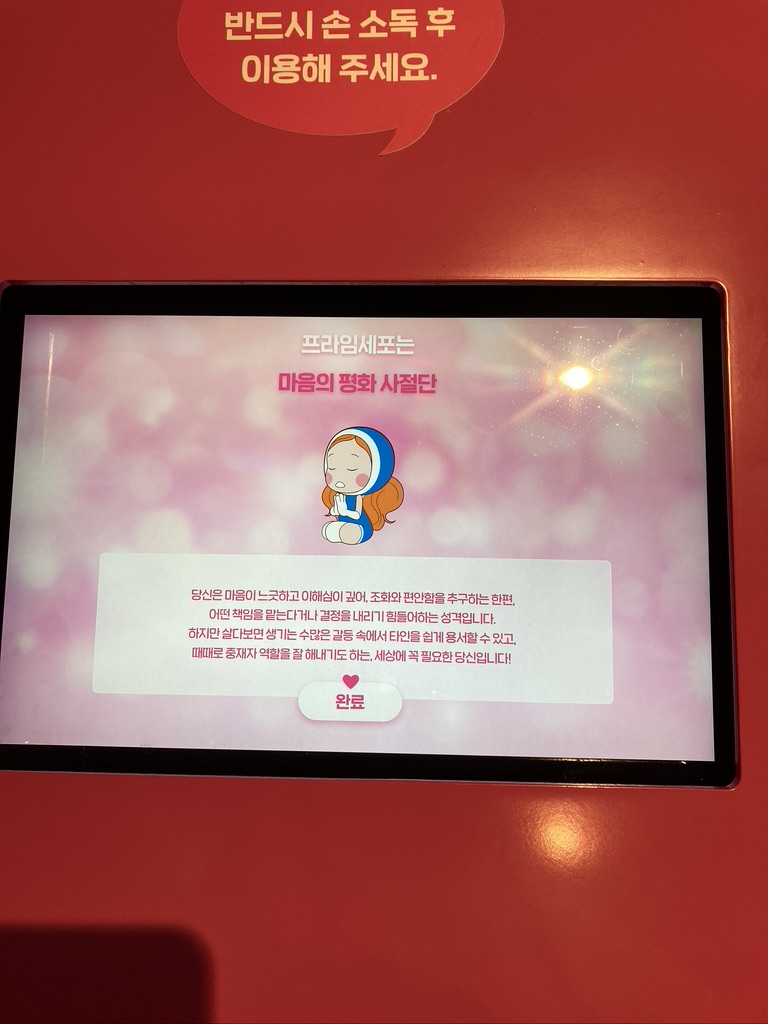 반드시 손 소독 후
이용해 주세요.
프라임세포는
마음의 평화 사절단
당신은 마음이 느긋하고 이해심이 깊어, 조화와 편안함을 추구하는 한편,
어떤 책임을 맡는다거나 결정을 내리기 힘들어하는 성격입니다.
하지만 살다보면 생기는 수많은 갈등 속에서 타인을 쉽게 용서할 수 있고,
때때로 중재자 역할을 잘 해내기도 하는, 세상에 꼭 필요한 당신입니다!
완료